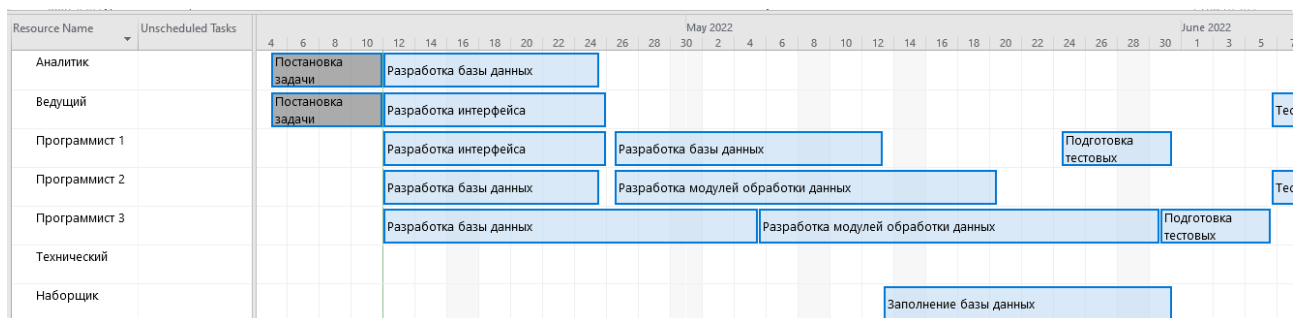 Resource Name Unscheduled Tasks May 2022 June 2022
4 6 8 10 12 14 16 18 20 22 24 26 28 30 2 4 6 8 10 12 14 16 18 20 22 24 26 28 30 1 3 5 7
Аналитик Постановка задачи Разработка базы данных
Ведущий Постановка задачи Разработка интерфейса Тес
Программист 1 Разработка интерфейса Разработка базы данных Подготовка тестовых
Программист 2 Разработка базы данных Разработка модулей обработки данных Тес
Программист 3 Разработка базы данных Разработка модулей обработки данных Подготовка тестовых
Технический
Наборщик Заполнение базы данных